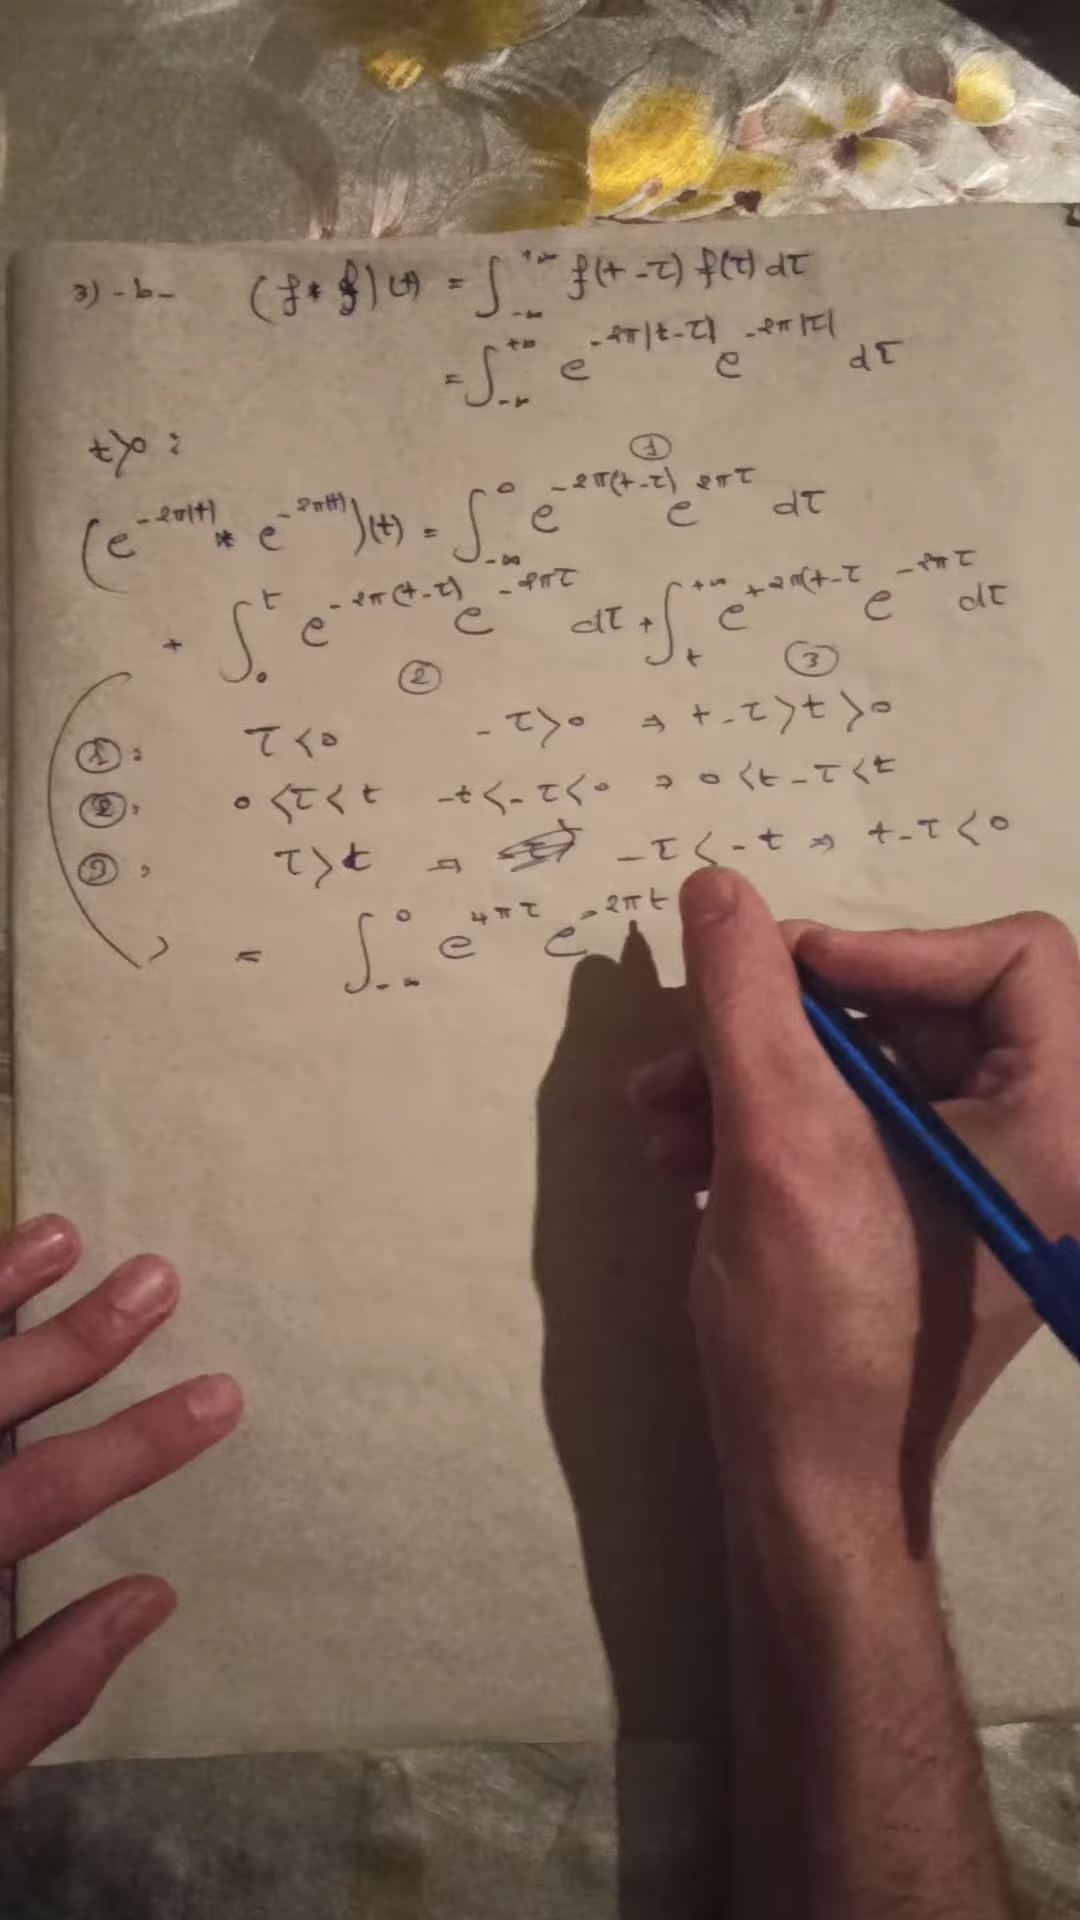 3) -b- (f * f)(t) = ∫_{-∞}^{+∞} f(t-τ) f(τ) dτ
= ∫_{-∞}^{+∞} e^{-2π|t-τ|} e^{-2π|τ|} dτ
t>0 :
(e^{-2π|t|} * e^{-2π|t|})(t) = ∫_{-∞}^{0} e^{-2π(t-τ)} e^{2πτ} dτ ①
+ ∫_{0}^{t} e^{-2π(t-τ)} e^{-2πτ} dτ + ∫_{t}^{+∞} e^{+2π(t-τ} e^{-2πτ} dτ
② ③
①: τ<0 -τ>0 ⇒ t-τ>t>0
②: 0<τ<t -t<-τ<0 ⇒ 0<t-τ<t
③: τ>t ⇒ -τ<-t ⇒ t-τ<0
= ∫_{-∞}^{0} e^{4πτ} e^{-2πt}